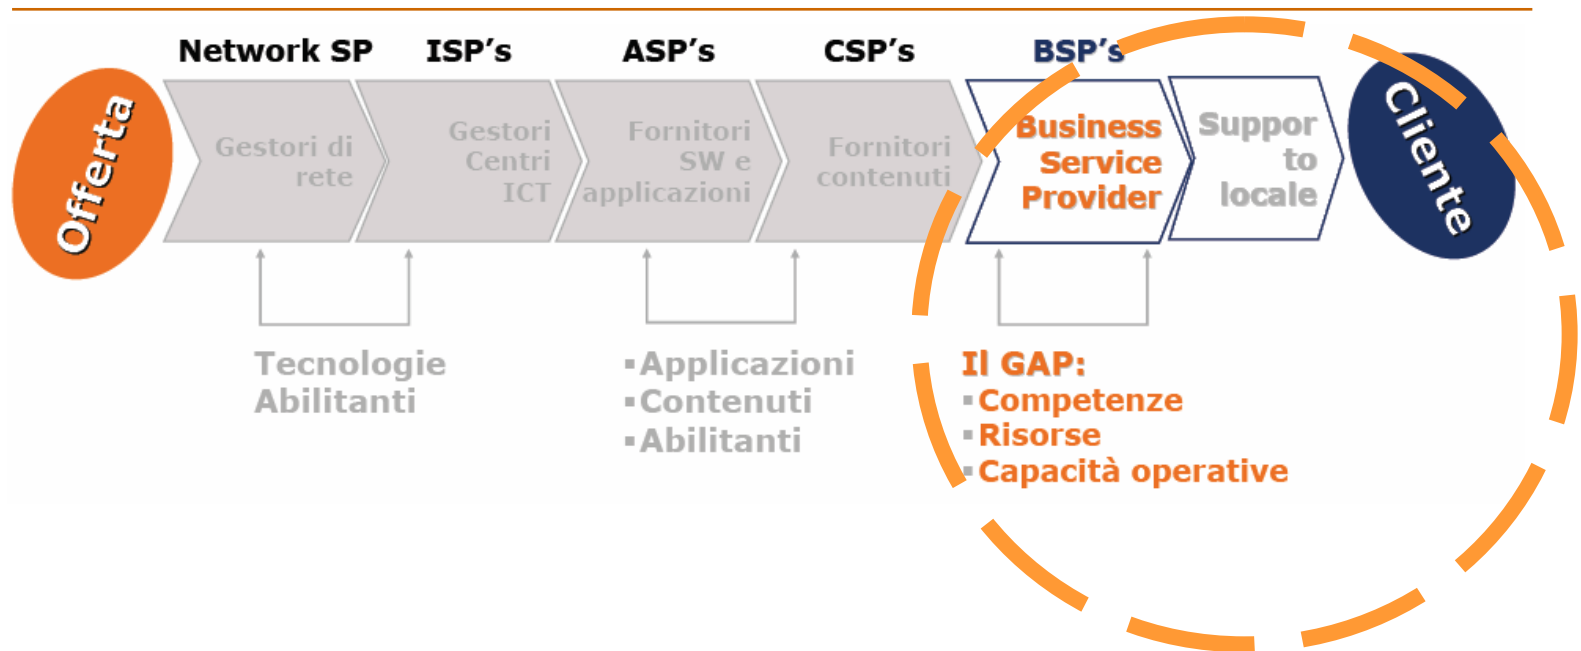 Network SP
ISP's
ASP's
CSP's
BSP's
Offerta
Gestori di
rete
Gestori
Centri
ICT
Fornitori
SW e
applicazioni
Fornitori
contenuti
Business
Service
Provider
Suppor
to
locale
Cliente
Tecnologie
Abilitanti
▪Applicazioni
▪Contenuti
▪Abilitanti
Il GAP:
▪Competenze
▪Risorse
▪Capacità operative